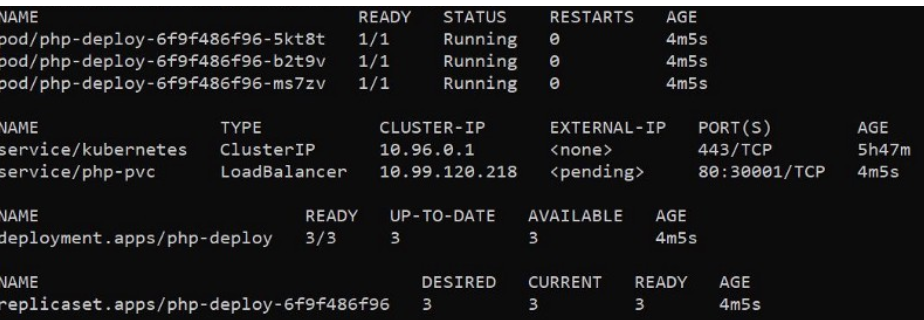 NAME READY STATUS RESTARTS AGE
pod/php-deploy-6f9f486f96-5kt8t 1/1 Running 0 4m5s
pod/php-deploy-6f9f486f96-b2t9v 1/1 Running 0 4m5s
pod/php-deploy-6f9f486f96-ms7zv 1/1 Running 0 4m5s
NAME TYPE CLUSTER-IP EXTERNAL-IP PORT(S) AGE
service/kubernetes ClusterIP 10.96.0.1 <none> 443/TCP 5h47m
service/php-pvc LoadBalancer 10.99.120.218 <pending> 80:30001/TCP 4m5s
NAME READY UP-TO-DATE AVAILABLE AGE
deployment.apps/php-deploy 3/3 3 3 4m5s
NAME DESIRED CURRENT READY AGE
replicaset.apps/php-deploy-6f9f486f96 3 3 3 4m5s